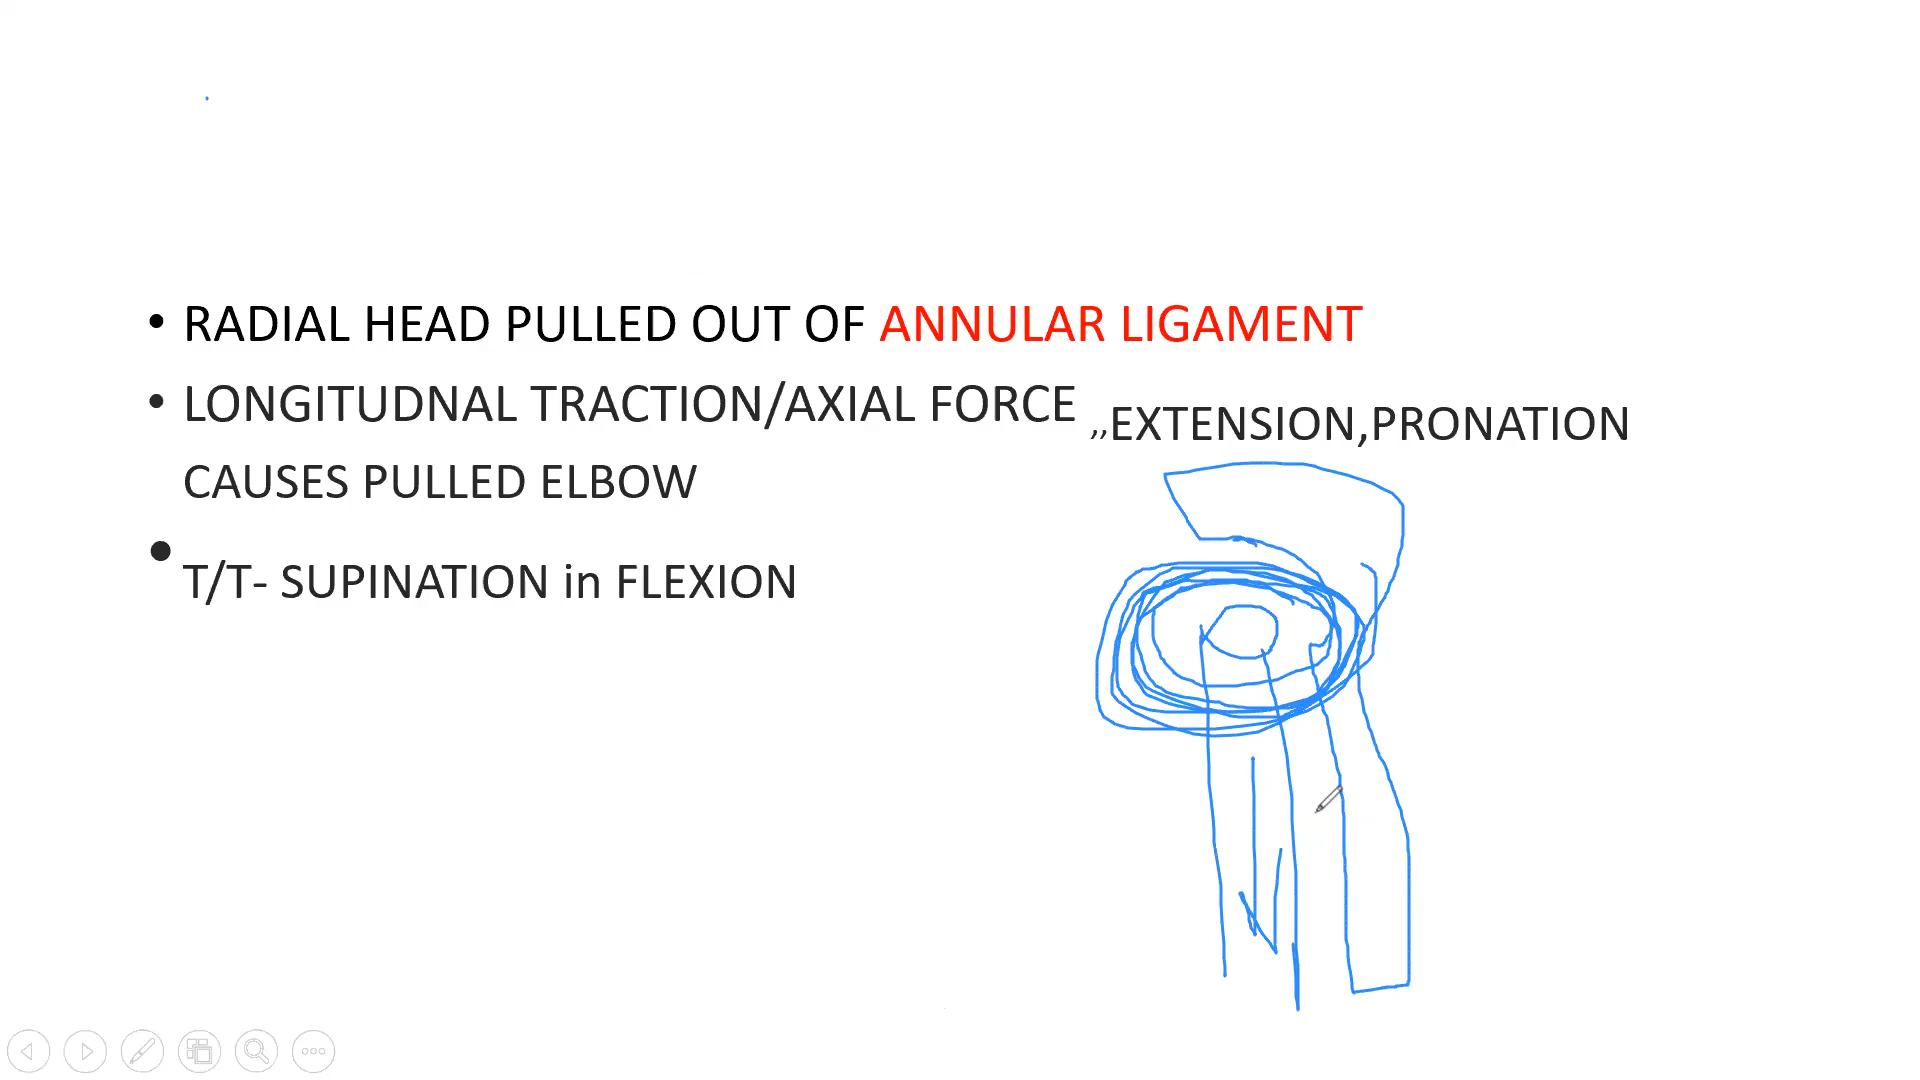 • RADIAL HEAD PULLED OUT OF ANNULAR LIGAMENT
• LONGITUDNAL TRACTION/AXIAL FORCE ,,EXTENSION,PRONATION
CAUSES PULLED ELBOW
• T/T- SUPINATION in FLEXION